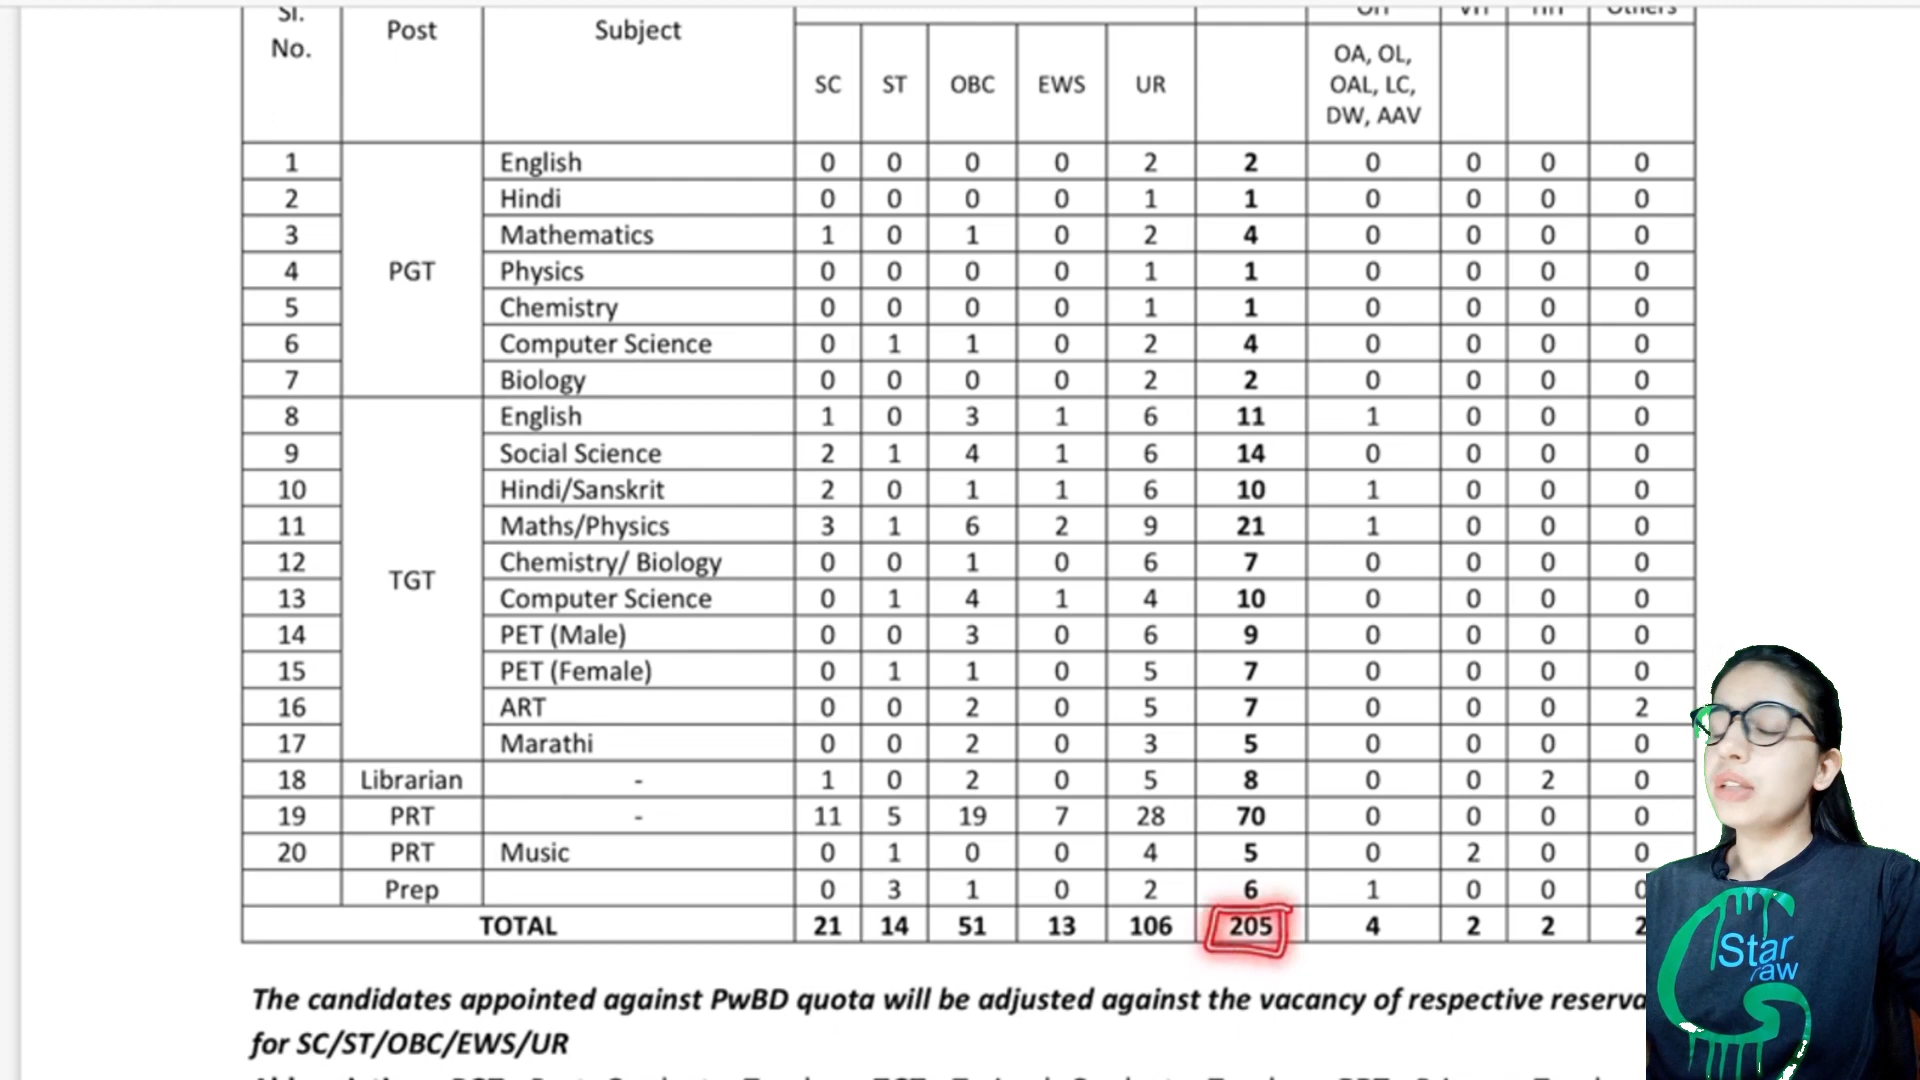 Sl. No. Post Subject OH VH HH Others
SC ST OBC EWS UR OA, OL, OAL, LC, DW, AAV
1 PGT English 0 0 0 0 2 2 0 0 0 0
2 Hindi 0 0 0 0 1 1 0 0 0 0
3 Mathematics 1 0 1 0 2 4 0 0 0 0
4 Physics 0 0 0 0 1 1 0 0 0 0
5 Chemistry 0 0 0 0 1 1 0 0 0 0
6 Computer Science 0 1 1 0 2 4 0 0 0 0
7 Biology 0 0 0 0 2 2 0 0 0 0
8 TGT English 1 0 3 1 6 11 1 0 0 0
9 Social Science 2 1 4 1 6 14 0 0 0 0
10 Hindi/Sanskrit 2 0 1 1 6 10 1 0 0 0
11 Maths/Physics 3 1 6 2 9 21 1 0 0 0
12 Chemistry/ Biology 0 0 1 0 6 7 0 0 0 0
13 Computer Science 0 1 4 1 4 10 0 0 0 0
14 PET (Male) 0 0 3 0 6 9 0 0 0 0
15 PET (Female) 0 1 1 0 5 7 0 0 0 0
16 ART 0 0 2 0 5 7 0 0 0 2
17 Marathi 0 0 2 0 3 5 0 0 0 0
18 Librarian - 1 0 2 0 5 8 0 0 2 0
19 PRT - 11 5 19 7 28 70 0 0 0 0
20 PRT Music 0 1 0 0 4 5 0 2 0 0
Prep 0 3 1 0 2 6 1 0 0 0
TOTAL 21 14 51 13 106 205 4 2 2 2
The candidates appointed against PwBD quota will be adjusted against the vacancy of respective reserva
for SC/ST/OBC/EWS/UR
Star
raw